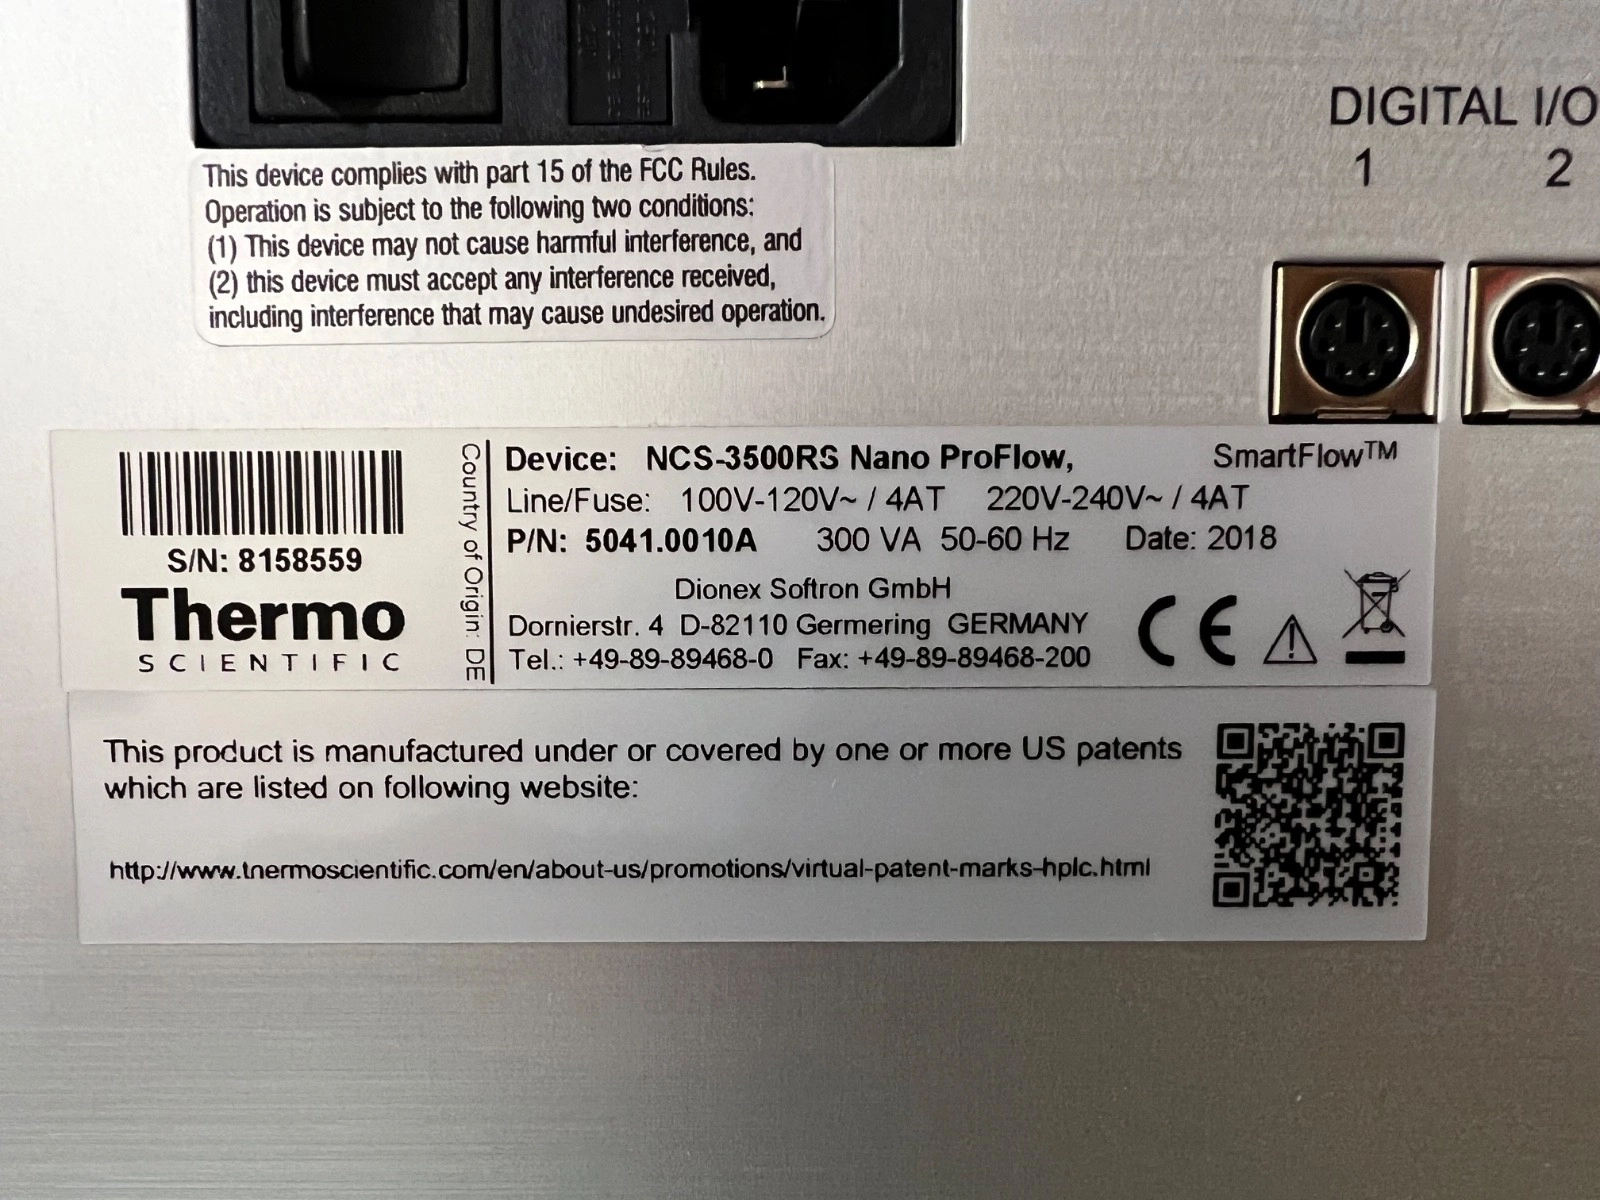 DIGITAL I/O
1 2
This device complies with part 15 of the FCC Rules.
Operation is subject to the following two conditions:
(1) This device may not cause harmful interference, and
(2) this device must accept any interference received,
including interference that may cause undesired operation.
S/N: 8158559
Thermo
SCIENTIFIC
Country of Origin: DE
Device: NCS-3500RS Nano ProFlow, SmartFlow™
Line/Fuse: 100V-120V~ / 4AT 220V-240V~ / 4AT
P/N: 5041.0010A 300 VA 50-60 Hz Date: 2018
Dionex Softron GmbH
Dornierstr. 4 D-82110 Germering GERMANY
Tel.: +49-89-89468-0 Fax: +49-89-89468-200
CE
This product is manufactured under or covered by one or more US patents
which are listed on following website:
http://www.thermoscientific.com/en/about-us/promotions/virtual-patent-marks-hplc.html